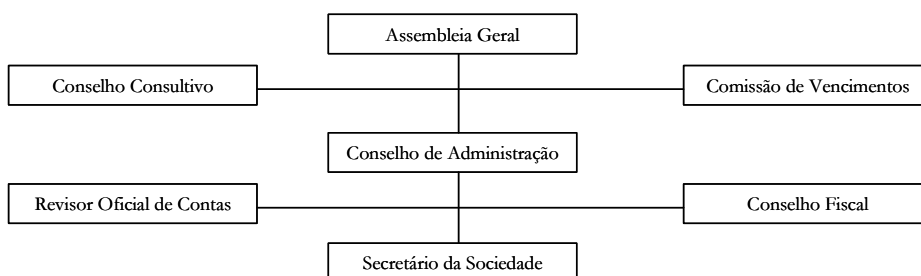 Assembleia Geral
Conselho Consultivo
Comissão de Vencimentos
Conselho de Administração
Revisor Oficial de Contas
Conselho Fiscal
Secretário da Sociedade